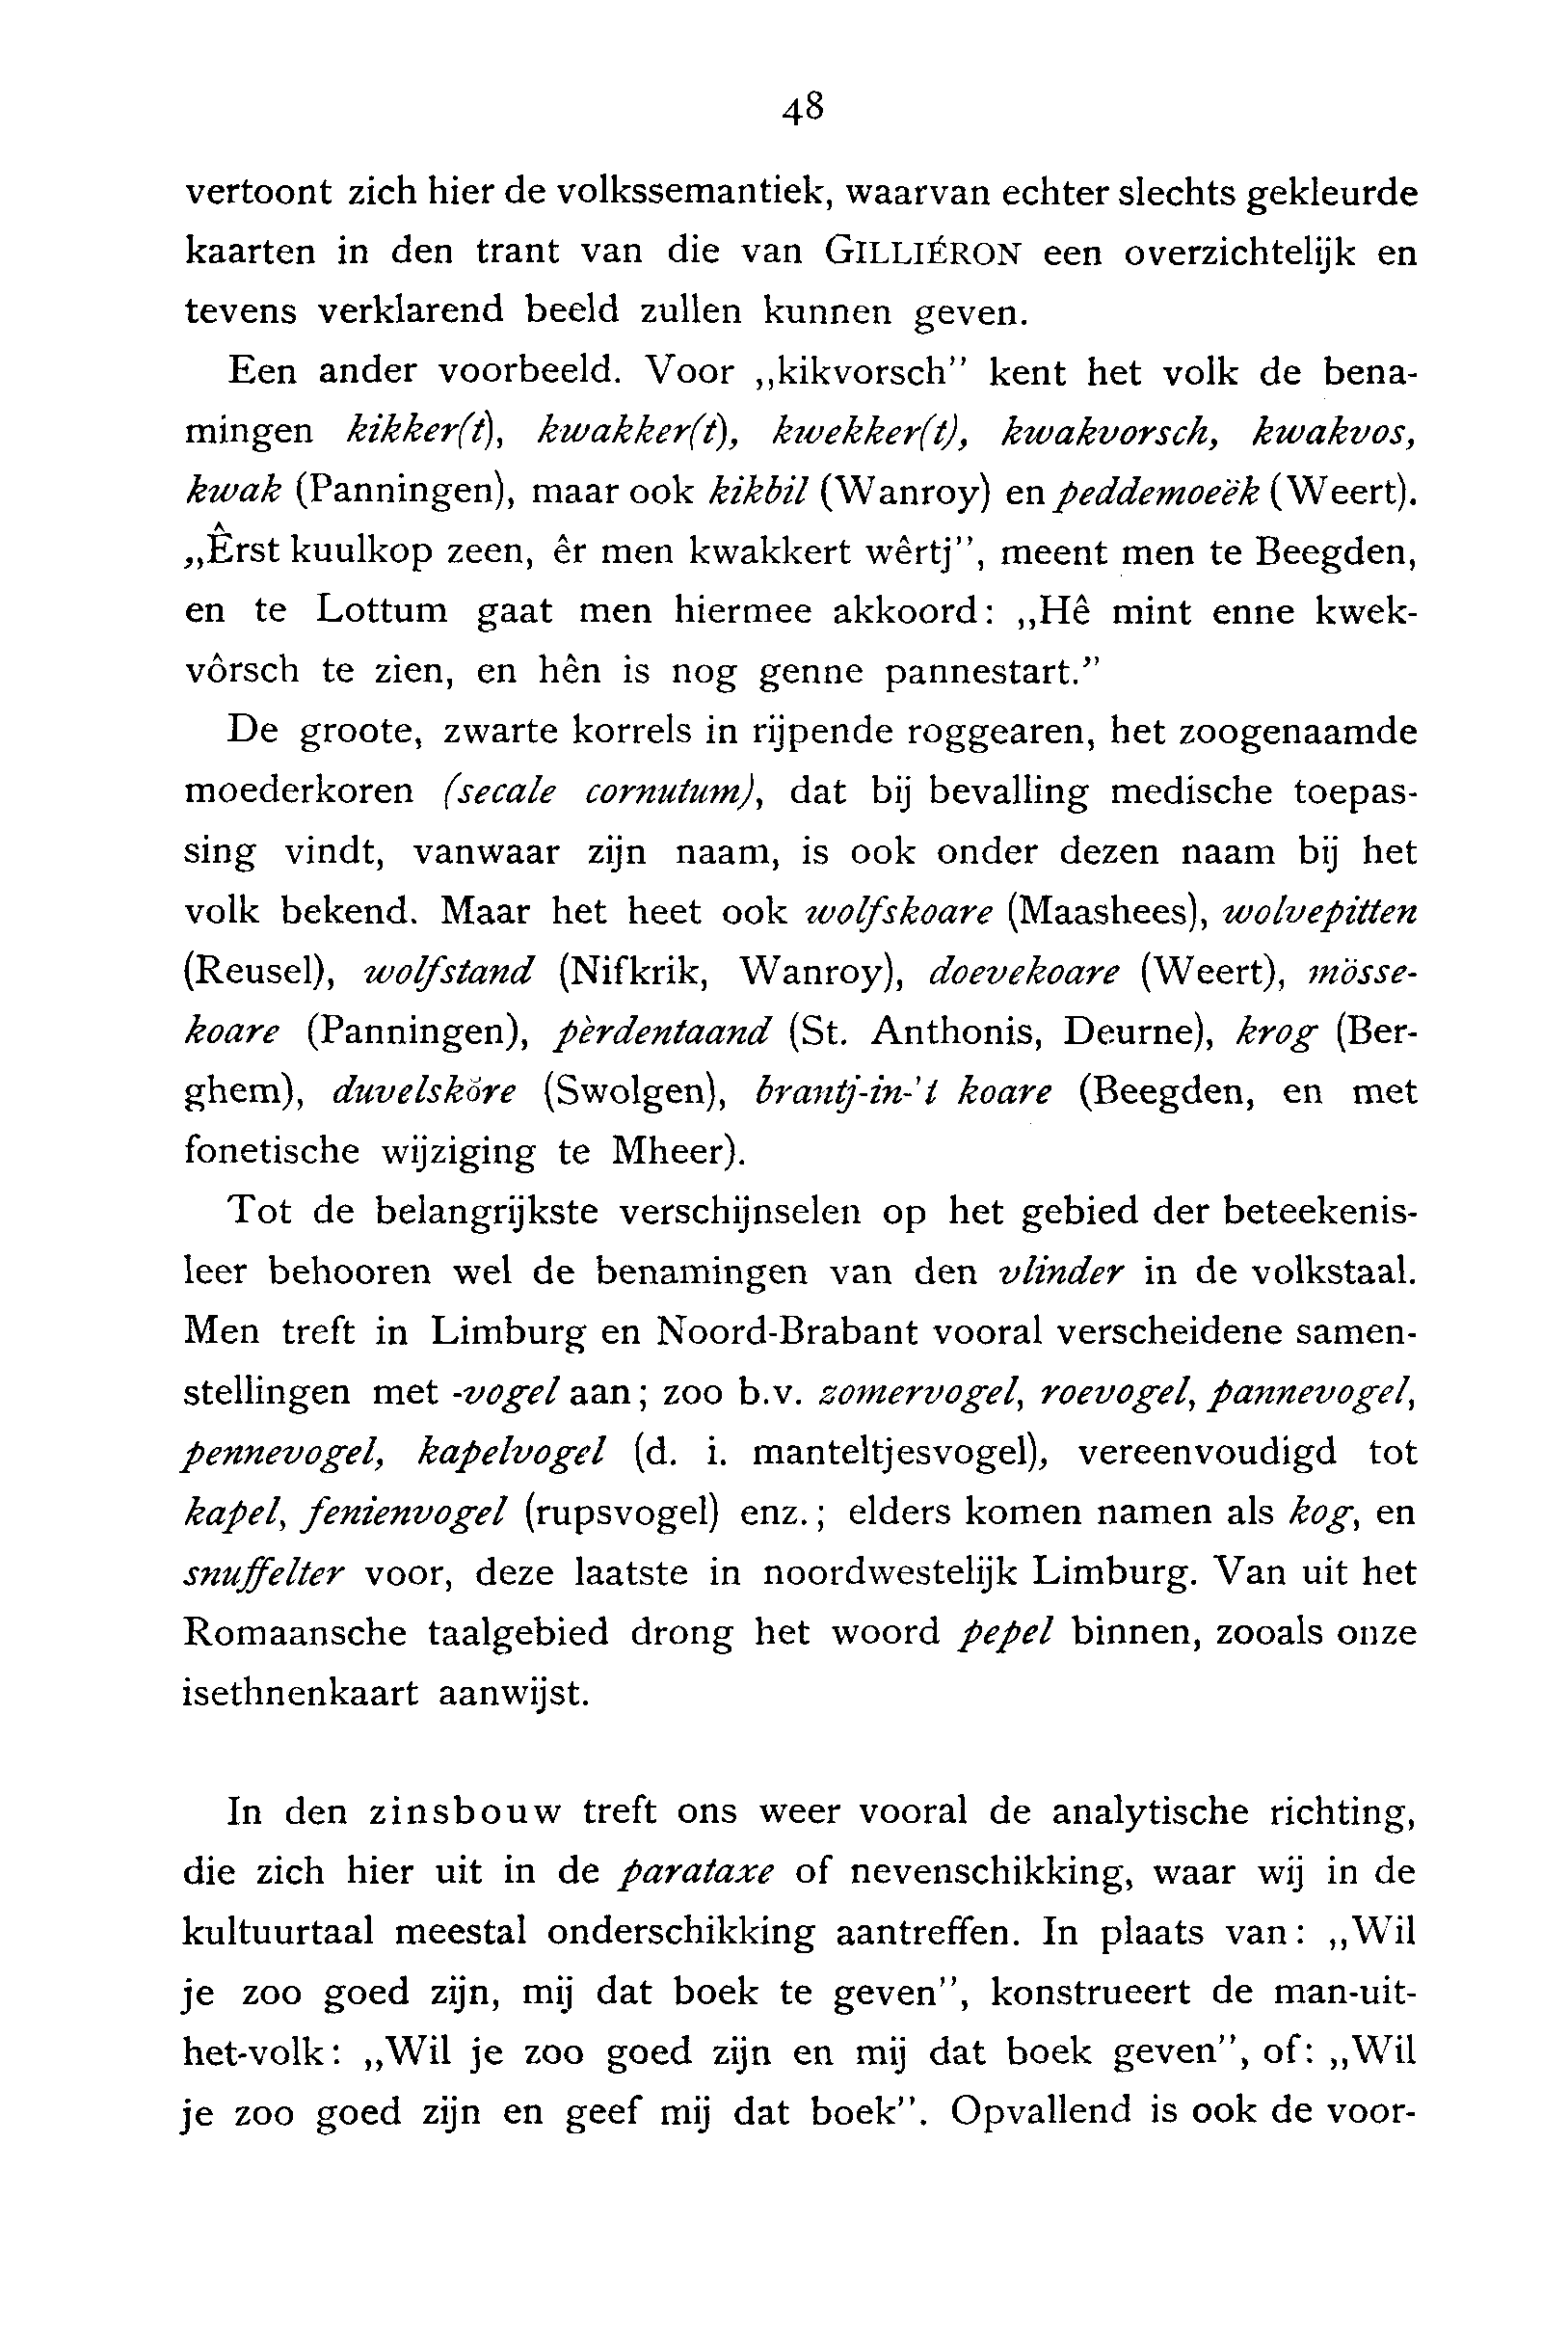 48
vertoont zich hier de volkssemantiek, waarvan echter slechts gekleurde
kaarten in den trant van die van GILLIÉRON een overzichtelijk en
tevens verklarend beeld zullen kunnen geven.
Een ander voorbeeld. Voor „kikvorsch” kent het volk de bena-
mingen kikker(t), kwakker(t), kwekker(t), kwakvorsch, kwakvos,
kwak (Panningen), maar ook kikbil (Wanroy) en peddemoeëk (Weert).
„Êrst kuulkop zeen, êr men kwakkert wêrtj”, meent men te Beegden,
en te Lottum gaat men hiermee akkoord: „Hê mint enne kwek-
vôrsch te zien, en hên is nog genne pannestart.”
De groote, zwarte korrels in rijpende roggearen, het zoogenaamde
moederkoren (secale cornutum), dat bij bevalling medische toepas-
sing vindt, vanwaar zijn naam, is ook onder dezen naam bij het
volk bekend. Maar het heet ook wolfskoare (Maashees), wolvepitten
(Reusel), wolfstand (Nifkrik, Wanroy), doevekoare (Weert), mösse-
koare (Panningen), pèrdentaand (St. Anthonis, Deurne), krog (Ber-
ghem), duvelsköre (Swolgen), brantj-in-'t koare (Beegden, en met
fonetische wijziging te Mheer).
Tot de belangrijkste verschijnselen op het gebied der beteekenis-
leer behooren wel de benamingen van den vlinder in de volkstaal.
Men treft in Limburg en Noord-Brabant vooral verscheidene samen-
stellingen met -vogel aan; zoo b.v. zomervogel, roevogel, pannevogel,
pennevogel, kapelvogel (d. i. manteltjesvogel), vereenvoudigd tot
kapel, fenienvogel (rupsvogel) enz.; elders komen namen als kog, en
snuffelter voor, deze laatste in noordwestelijk Limburg. Van uit het
Romaansche taalgebied drong het woord pepel binnen, zooals onze
isethnenkaart aanwijst.
In den zinsbouw treft ons weer vooral de analytische richting,
die zich hier uit in de parataxe of nevenschikking, waar wij in de
kultuurtaal meestal onderschikking aantreffen. In plaats van: „Wil
je zoo goed zijn, mij dat boek te geven”, konstrueert de man-uit-
het-volk: „Wil je zoo goed zijn en mij dat boek geven”, of: „Wil
je zoo goed zijn en geef mij dat boek”. Opvallend is ook de voor-